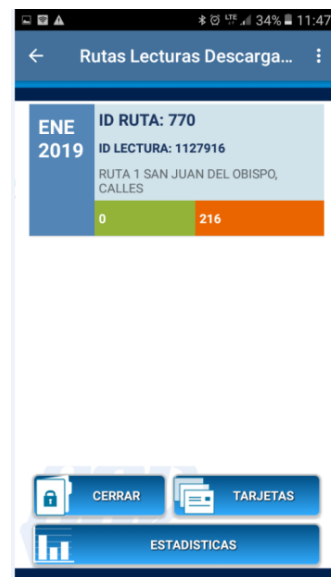 LTE 34% 11:47
Rutas Lecturas Descarga...
ENE
2019
ID RUTA: 770
ID LECTURA: 1127916
RUTA 1 SAN JUAN DEL OBISPO,
CALLES
0 216
CERRAR TARJETAS
ESTADISTICAS